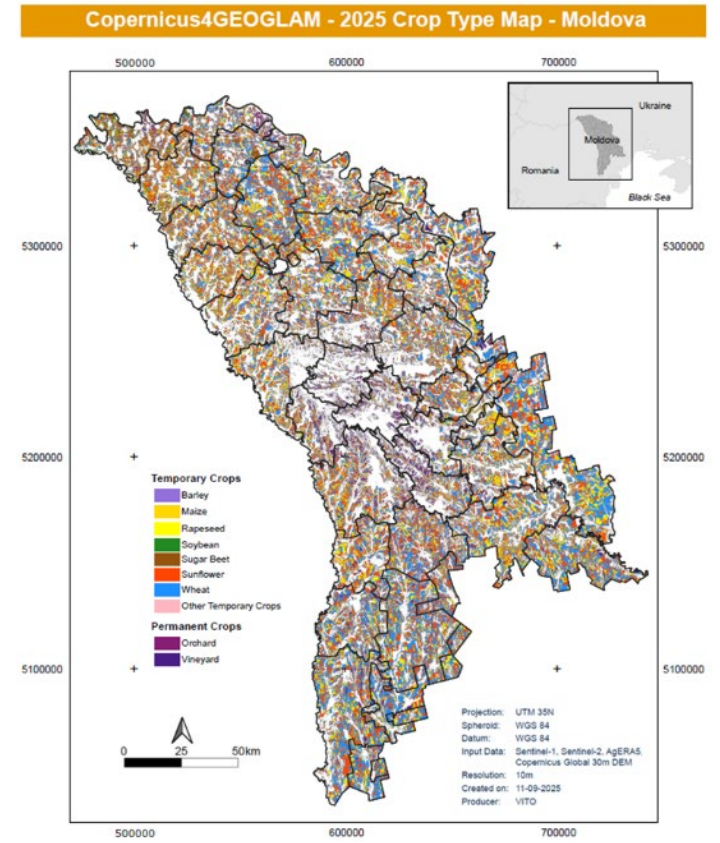 Copernicus4GEOGLAM - 2025 Crop Type Map - Moldova
500000 600000 700000
Ukraine
Moldova
Romania
Black Sea
5300000 5300000
5200000 5200000
Temporary Crops
Barley
Maize
Rapeseed
Soybean
Sugar Beet
Sunflower
Wheat
Other Temporary Crops
Permanent Crops
Orchard
Vineyard
5100000 5100000
Projection: UTM 35N
Spheroid: WGS 84
Datum: WGS 84
Input Data: Sentinel-1, Sentinel-2, AgERA5,
Copernicus Global 30m DEM
Resolution: 10m
Created on: 11-09-2025
Producer: VITO
0 25 50km
500000 600000 700000